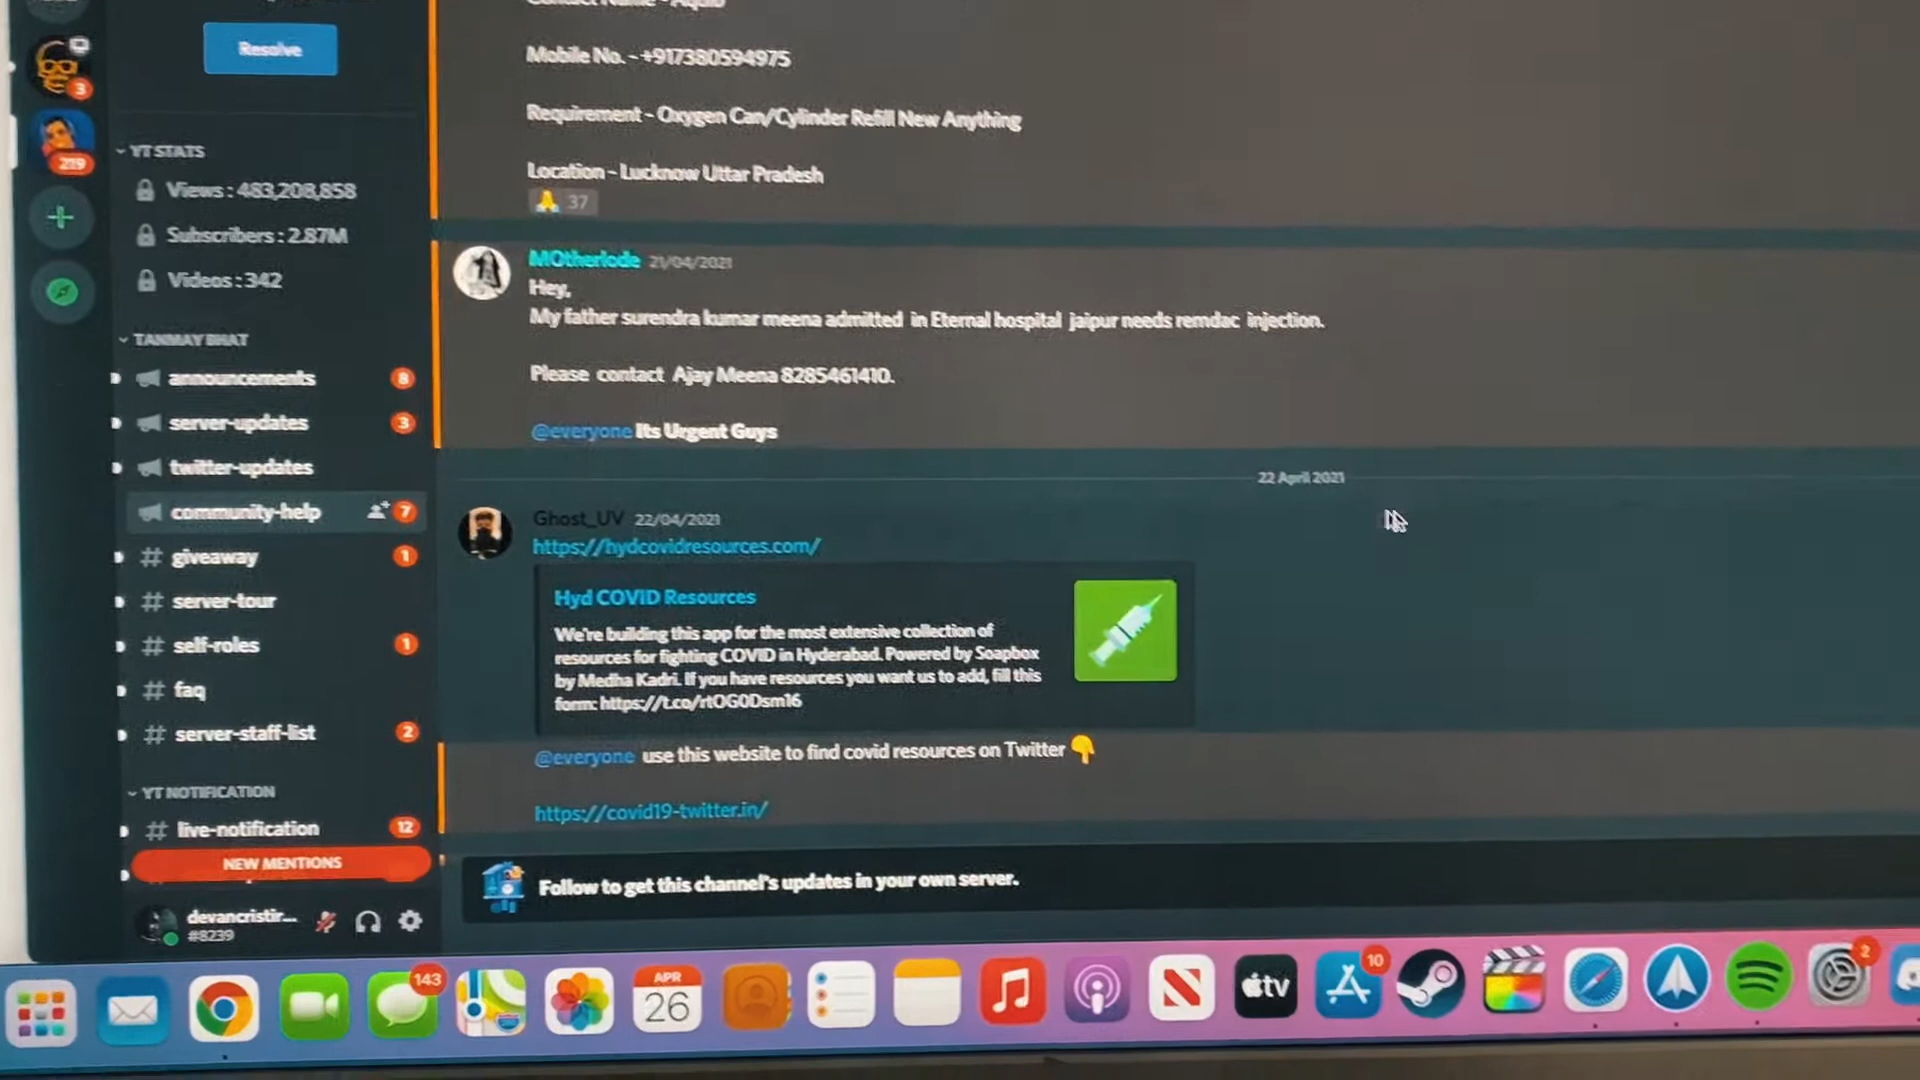 Resolve
3
219
YT STATS
Views : 483,208,858
Subscribers : 2.87M
Videos : 342
TANMAY BHAT
announcements
8
server-updates
3
twitter-updates
community-help
7
giveaway
1
server-tour
self-roles
1
faq
server-staff-list
2
YT NOTIFICATION
live-notification
12
NEW MENTIONS
devancristir...
#8239
Mobile No. - +917380594975
Requirement - Oxygen Can/Cylinder Refill New Anything
Location - Lucknow Uttar Pradesh
37
MOtherlode 21/04/2021
Hey,
My father surendra kumar meena admitted in Eternal hospital jaipur needs remdac injection.
Please contact Ajay Meena 8285461410.
@everyone Its Urgent Guys
22 April 2021
Ghost_UV 22/04/2021
https://hydcovidresources.com/
Hyd COVID Resources
We're building this app for the most extensive collection of
resources for fighting COVID in Hyderabad. Powered by Soapbox
by Medha Kadri. If you have resources you want us to add, fill this
form: https://t.co/rtOG0Dsm16
@everyone use this website to find covid resources on Twitter
https://covid19-twitter.in/
Follow to get this channel's updates in your own server.
143
APR
26
tv
10
2